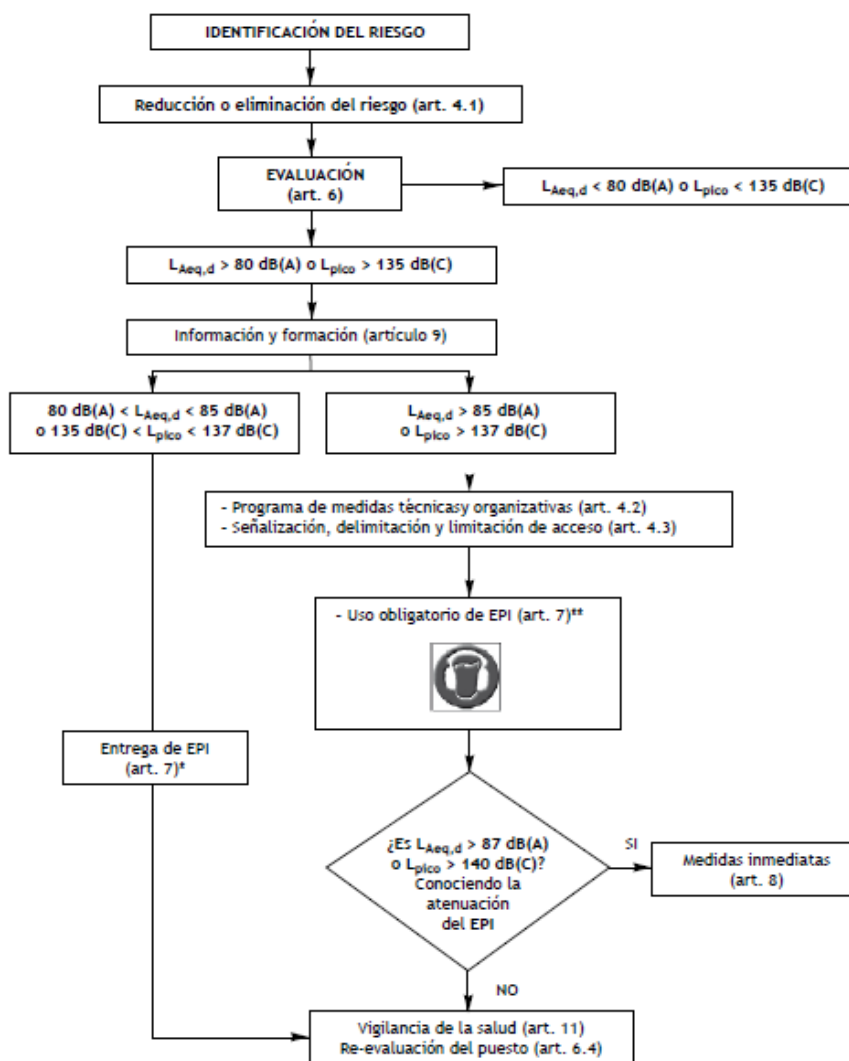 IDENTIFICACIÓN DEL RIESGO
Reducción o eliminación del riesgo (art. 4.1)
EVALUACIÓN
(art. 6)
LAeq,d < 80 dB(A) o Lpico < 135 dB(C)
LAeq,d > 80 dB(A) o Lpico > 135 dB(C)
Información y formación (artículo 9)
80 dB(A) < LAeq,d < 85 dB(A)
o 135 dB(C) < Lpico < 137 dB(C)
LAeq,d > 85 dB(A)
o Lpico > 137 dB(C)
- Programa de medidas técnicasy organizativas (art. 4.2)
- Señalización, delimitación y limitación de acceso (art. 4.3)
- Uso obligatorio de EPI (art. 7)**
Entrega de EPI
(art. 7)*
¿Es LAeq,d > 87 dB(A)
o Lpico > 140 dB(C)?
Conociendo la
atenuación
del EPI
SI
Medidas inmediatas
(art. 8)
NO
Vigilancia de la salud (art. 11)
Re-evaluación del puesto (art. 6.4)